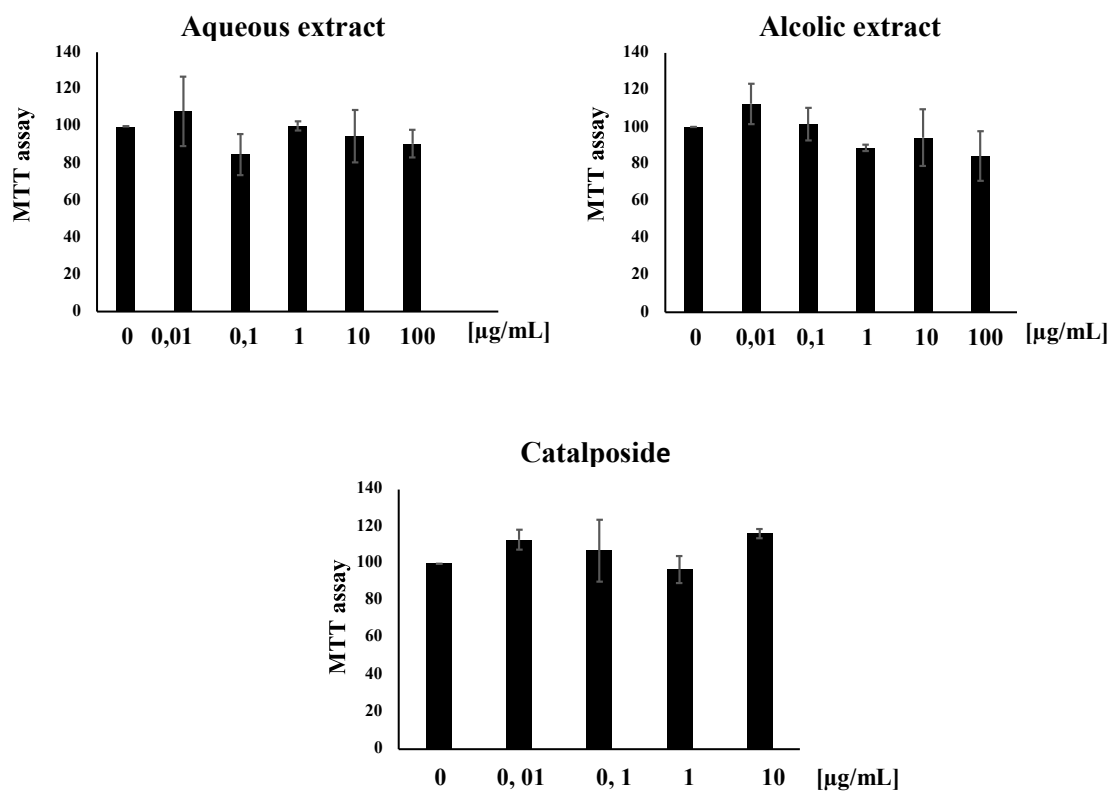 Aqueous extract
140
120
100
80
60
40
20
0
MTT assay
0 0,01 0,1 1 10 100 [µg/mL]
Alcolic extract
140
120
100
80
60
40
20
0
MTT assay
0 0,01 0,1 1 10 100 [µg/mL]
Catalposide
140
120
100
80
60
40
20
0
MTT assay
0 0, 01 0, 1 1 10 [µg/mL]